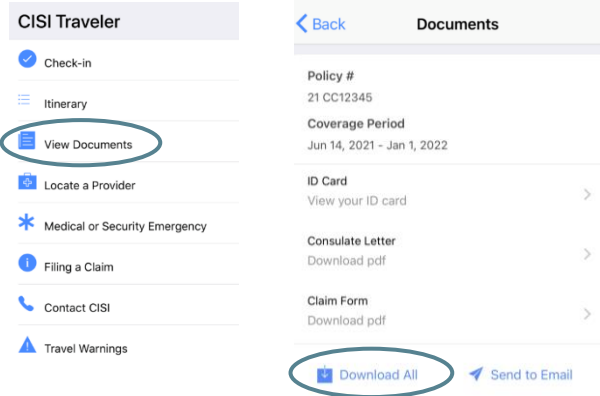 CISI Traveler
Check-in
Itinerary
View Documents
Locate a Provider
Medical or Security Emergency
Filing a Claim
Contact CISI
Travel Warnings
Back
Documents
Policy #
21 CC12345
Coverage Period
Jun 14, 2021 - Jan 1, 2022
ID Card
View your ID card
Consulate Letter
Download pdf
Claim Form
Download pdf
Download All
Send to Email